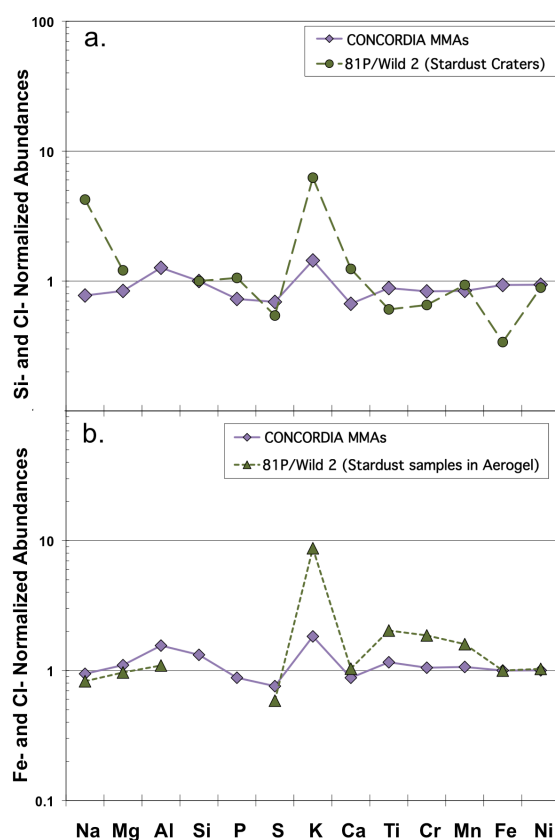 100
a.
CONCORDIA MMAs
81P/Wild 2 (Stardust Craters)
10
1
Si- and CI- Normalized Abundances
b.
CONCORDIA MMAs
81P/Wild 2 (Stardust samples in Aerogel)
10
1
0.1
Fe- and CI- Normalized Abundances
Na Mg Al Si P S K Ca Ti Cr Mn Fe Ni